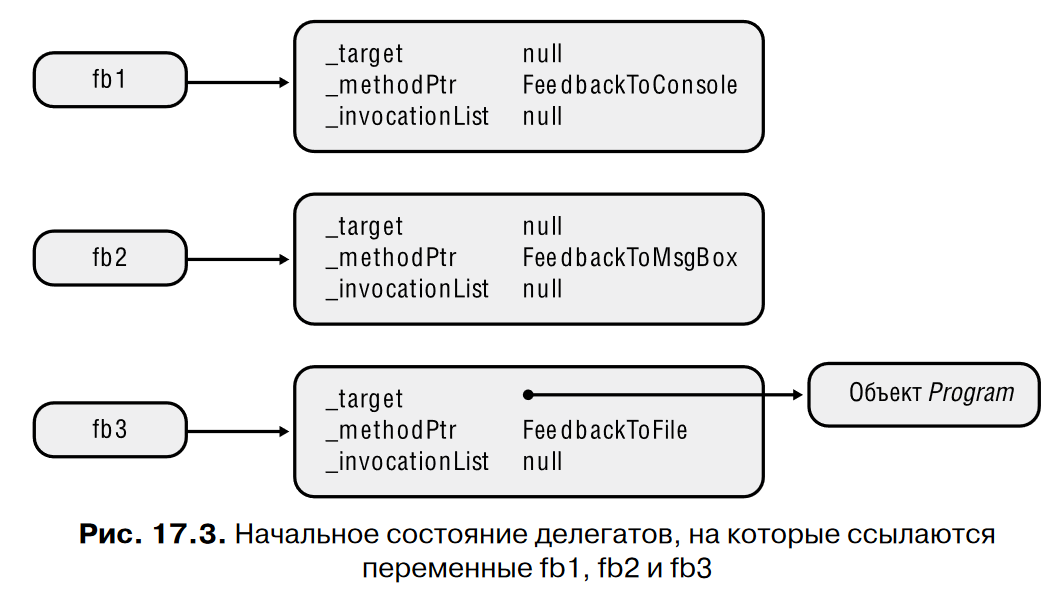 fb1
_target null
_methodPtr FeedbackToConsole
_invocationList null
fb2
_target null
_methodPtr FeedbackToMsgBox
_invocationList null
fb3
_target
_methodPtr FeedbackToFile
_invocationList null
Объект Program
Рис. 17.3. Начальное состояние делегатов, на которые ссылаются
переменные fb1, fb2 и fb3